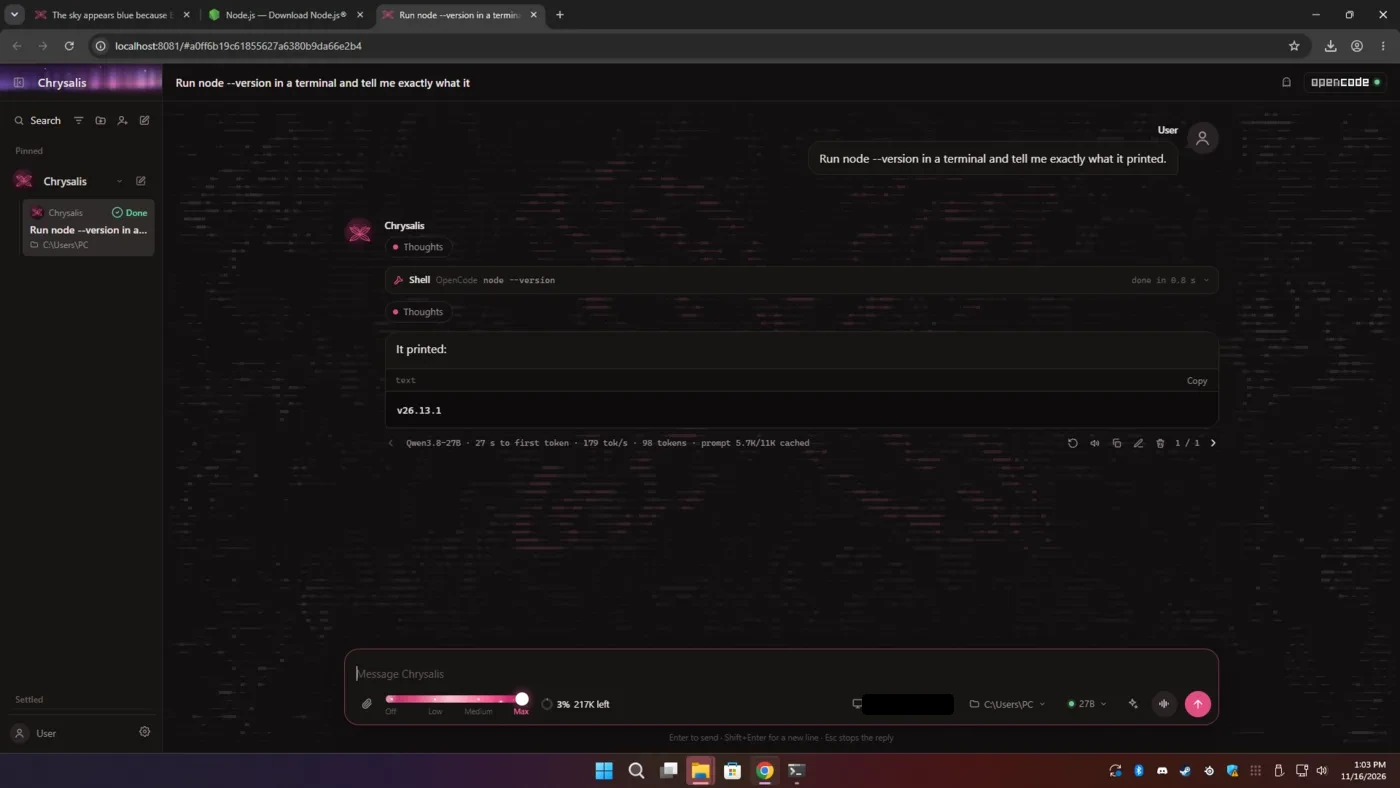 The sky appears blue because
Node.js — Download Node.js®
Run node --version in a termina
localhost:8081/#a0ff6b19c61855627a6380b9da66e2b4
Chrysalis
Run node --version in a terminal and tell me exactly what it
opencode
Search
Pinned
Chrysalis
Chrysalis
Done
Run node --version in a...
C:\Users\PC
User
Run node --version in a terminal and tell me exactly what it printed.
Chrysalis
Thoughts
Shell OpenCode node --version
done in 0.8 s
Thoughts
It printed:
text
Copy
v26.13.1
Qwen3.8-27B · 27 s to first token · 179 tok/s · 98 tokens · prompt 5.7K/11K cached
1 / 1
Message Chrysalis
Off
Low
Medium
Max
3% 217K left
C:\Users\PC
27B
Enter to send · Shift+Enter for a new line · Esc stops the reply
Settled
User
1:03 PM
11/16/2026